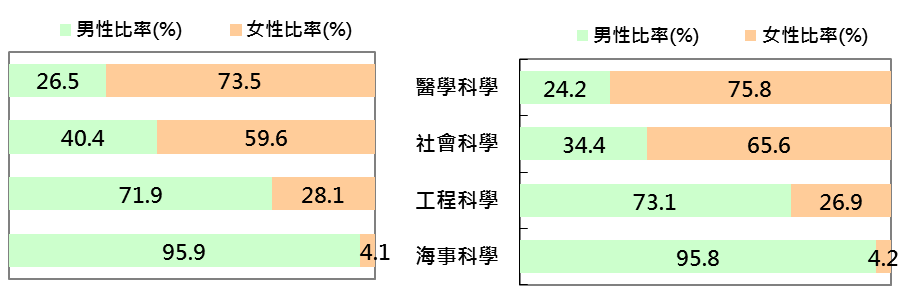 男性比率(%) 女性比率(%)
男性比率(%) 女性比率(%)
26.5 73.5 醫學科學 24.2 75.8
40.4 59.6 社會科學 34.4 65.6
71.9 28.1 工程科學 73.1 26.9
95.9 4.1 海事科學 95.8 4.2